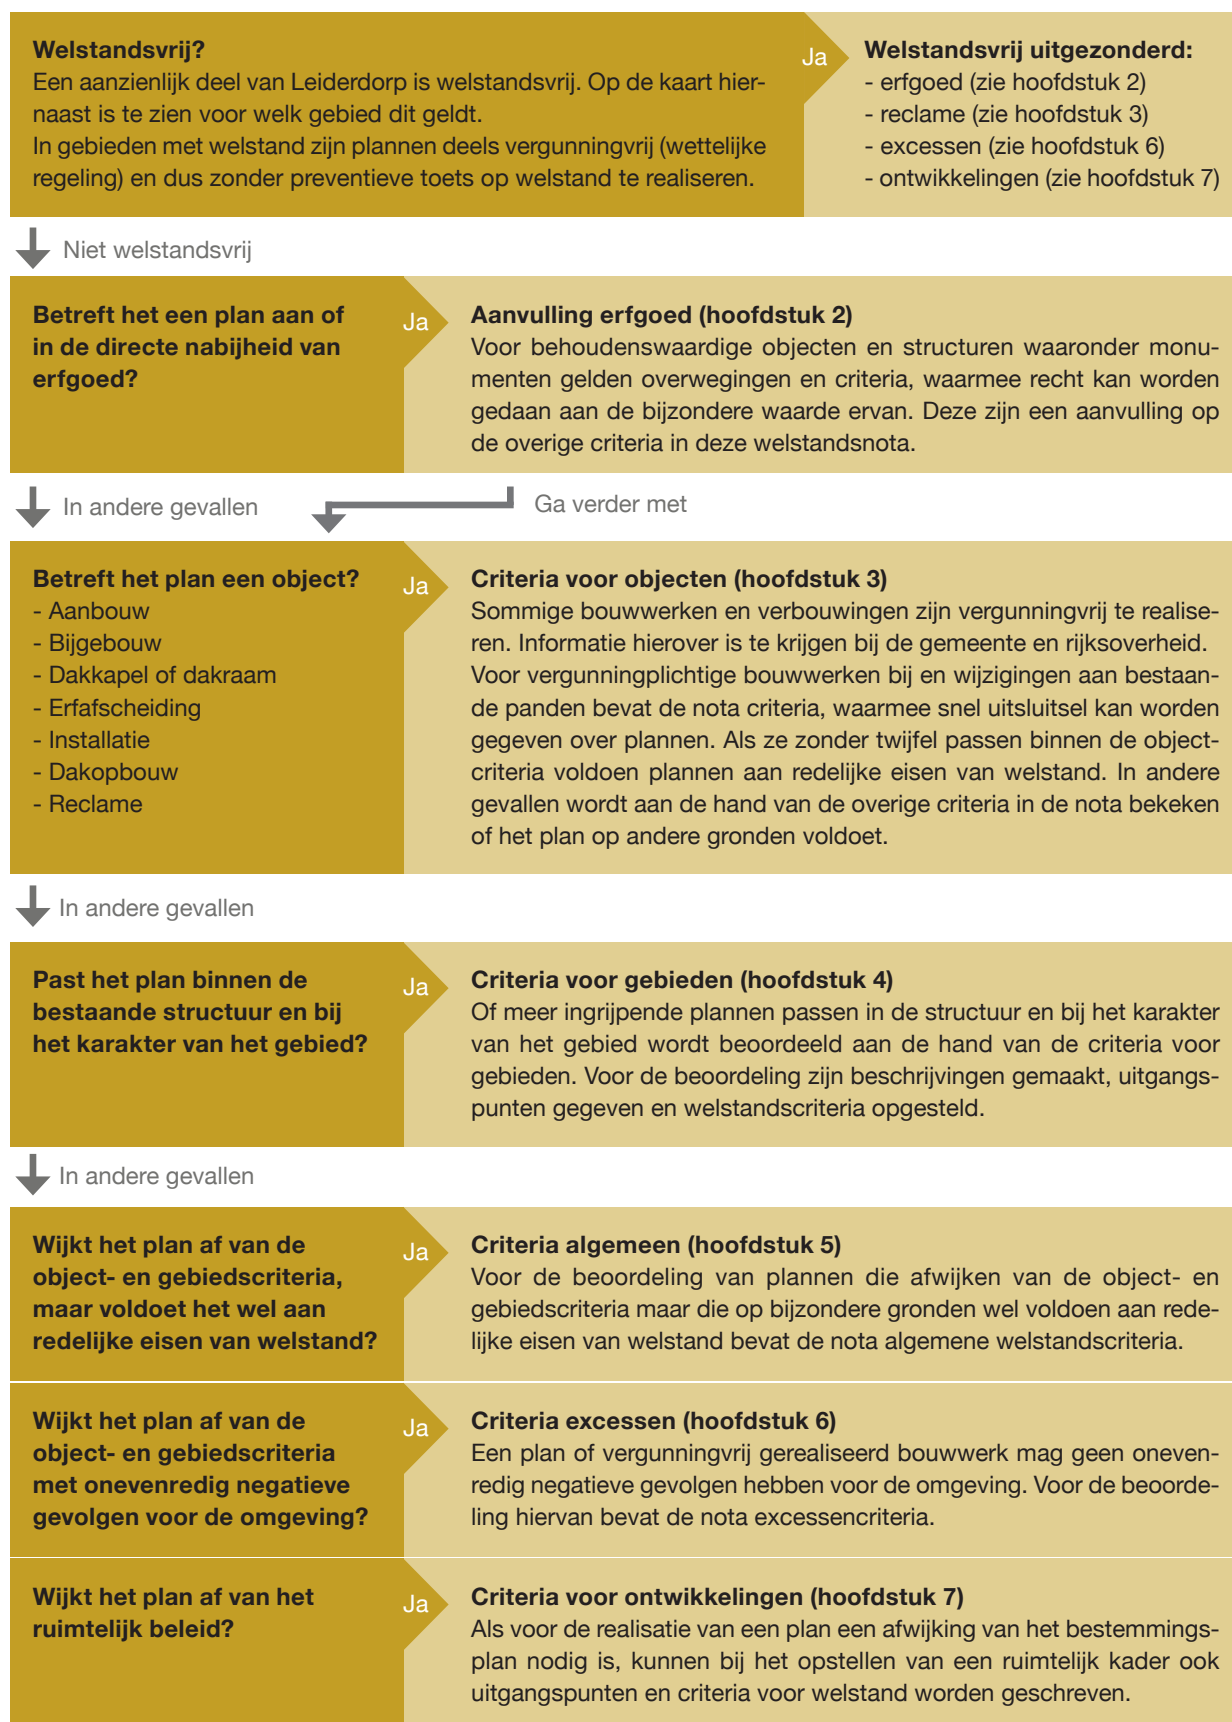 Welstandsvrij?
Een aanzienlijk deel van Leiderdorp is welstandsvrij. Op de kaart hier-
naast is te zien voor welk gebied dit geldt.
In gebieden met welstand zijn plannen deels vergunningvrij (wettelijke
regeling) en dus zonder preventieve toets op welstand te realiseren.
Ja
Welstandsvrij uitgezonderd:
- erfgoed (zie hoofdstuk 2)
- reclame (zie hoofdstuk 3)
- excessen (zie hoofdstuk 6)
- ontwikkelingen (zie hoofdstuk 7)
Niet welstandsvrij
Betreft het een plan aan of
in de directe nabijheid van
erfgoed?
Ja
Aanvulling erfgoed (hoofdstuk 2)
Voor behoudenswaardige objecten en structuren waaronder monu-
menten gelden overwegingen en criteria, waarmee recht kan worden
gedaan aan de bijzondere waarde ervan. Deze zijn een aanvulling op
de overige criteria in deze welstandsnota.
In andere gevallen
Ga verder met
Betreft het plan een object?
- Aanbouw
- Bijgebouw
- Dakkapel of dakraam
- Erfafscheiding
- Installatie
- Dakopbouw
- Reclame
Ja
Criteria voor objecten (hoofdstuk 3)
Sommige bouwwerken en verbouwingen zijn vergunningvrij te realise-
ren. Informatie hierover is te krijgen bij de gemeente en rijksoverheid.
Voor vergunningplichtige bouwwerken bij en wijzigingen aan bestaan-
de panden bevat de nota criteria, waarmee snel uitsluitsel kan worden
gegeven over plannen. Als ze zonder twijfel passen binnen de object-
criteria voldoen plannen aan redelijke eisen van welstand. In andere
gevallen wordt aan de hand van de overige criteria in de nota bekeken
of het plan op andere gronden voldoet.
In andere gevallen
Past het plan binnen de
bestaande structuur en bij
het karakter van het gebied?
Ja
Criteria voor gebieden (hoofdstuk 4)
Of meer ingrijpende plannen passen in de structuur en bij het karakter
van het gebied wordt beoordeeld aan de hand van de criteria voor
gebieden. Voor de beoordeling zijn beschrijvingen gemaakt, uitgangs-
punten gegeven en welstandscriteria opgesteld.
In andere gevallen
Wijkt het plan af van de
object- en gebiedscriteria,
maar voldoet het wel aan
redelijke eisen van welstand?
Ja
Criteria algemeen (hoofdstuk 5)
Voor de beoordeling van plannen die afwijken van de object- en
gebiedscriteria maar die op bijzondere gronden wel voldoen aan rede-
lijke eisen van welstand bevat de nota algemene welstandscriteria.
Wijkt het plan af van de
object- en gebiedscriteria
met onevenredig negatieve
gevolgen voor de omgeving?
Ja
Criteria excessen (hoofdstuk 6)
Een plan of vergunningvrij gerealiseerd bouwwerk mag geen oneven-
redig negatieve gevolgen hebben voor de omgeving. Voor de beoorde-
ling hiervan bevat de nota excessencriteria.
Wijkt het plan af van het
ruimtelijk beleid?
Ja
Criteria voor ontwikkelingen (hoofdstuk 7)
Als voor de realisatie van een plan een afwijking van het bestemmings-
plan nodig is, kunnen bij het opstellen van een ruimtelijk kader ook
uitgangspunten en criteria voor welstand worden geschreven.